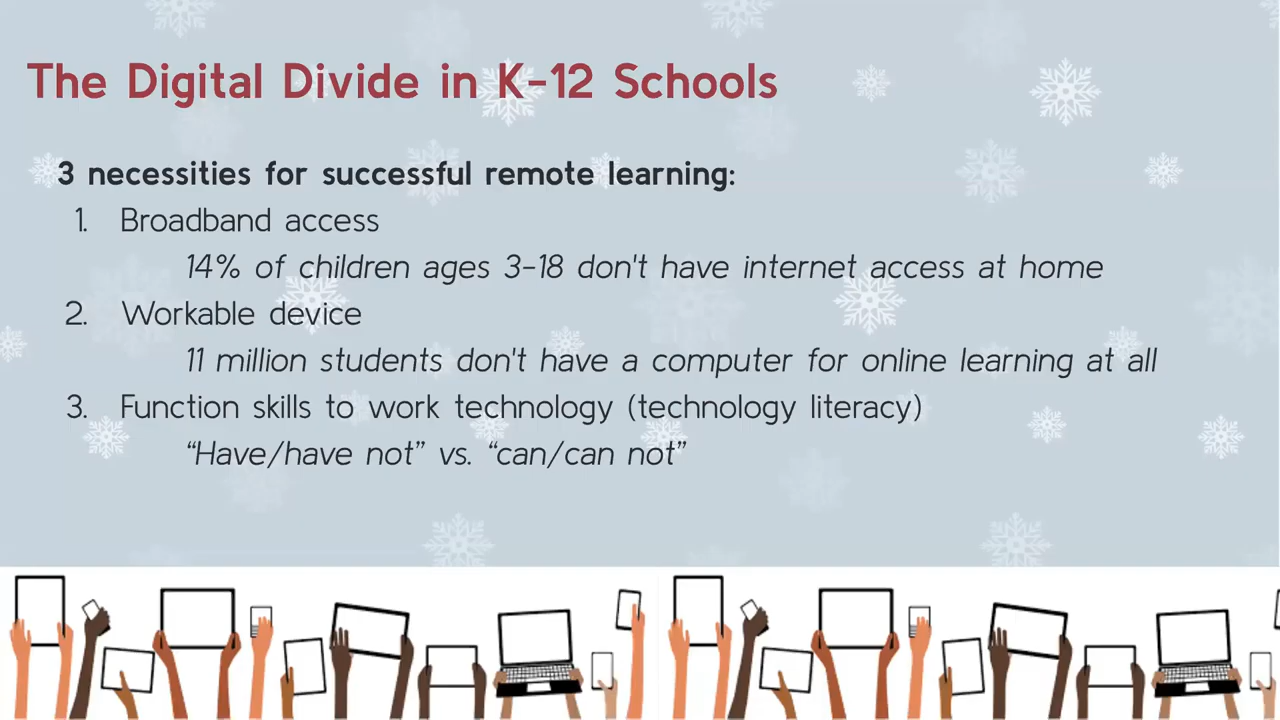 The Digital Divide in K-12 Schools
3 necessities for successful remote learning:
1. Broadband access
14% of children ages 3-18 don't have internet access at home
2. Workable device
11 million students don't have a computer for online learning at all
3. Function skills to work technology (technology literacy)
“Have/have not” vs. “can/can not”